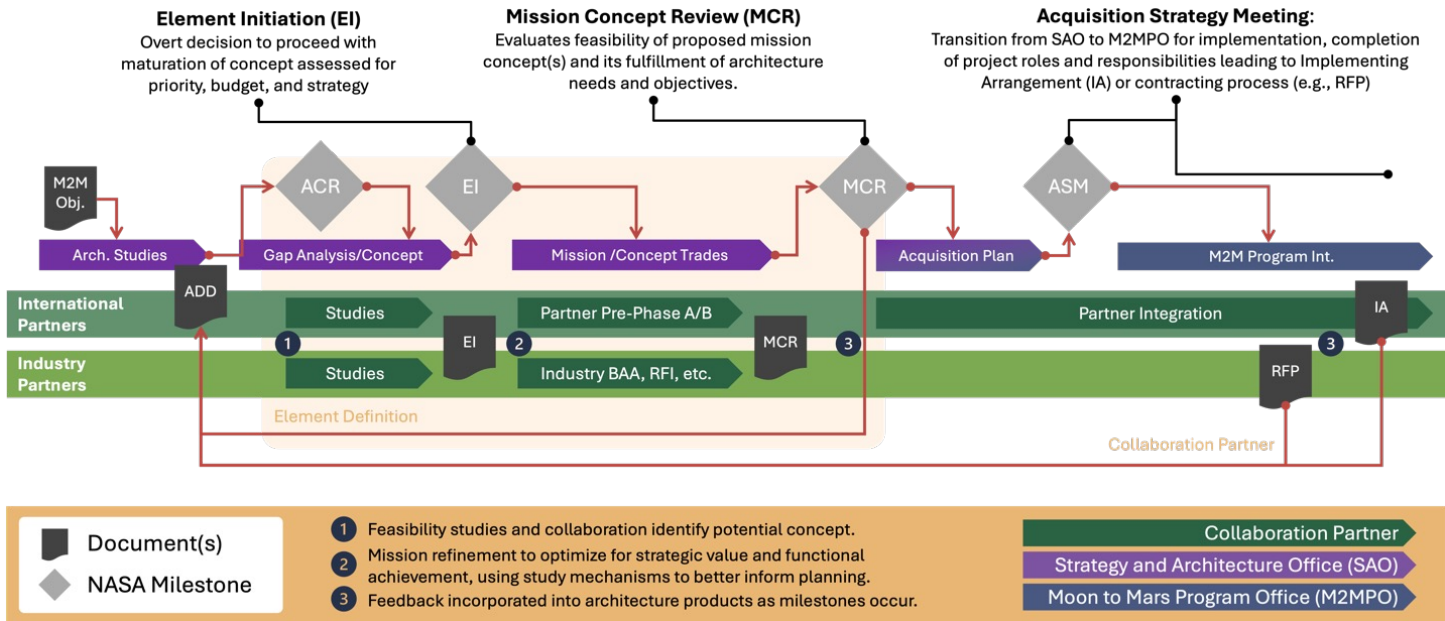 Element Initiation (EI)
Overt decision to proceed with
maturation of concept assessed for
priority, budget, and strategy
Mission Concept Review (MCR)
Evaluates feasibility of proposed mission
concept(s) and its fulfillment of architecture
needs and objectives.
Acquisition Strategy Meeting:
Transition from SAO to M2MPO for implementation, completion
of project roles and responsibilities leading to Implementing
Arrangement (IA) or contracting process (e.g., RFP)
M2M
Obj.
ACR
EI
MCR
ASM
Arch. Studies
Gap Analysis/Concept
Mission /Concept Trades
Acquisition Plan
M2M Program Int.
ADD
International
Partners
Studies
Partner Pre-Phase A/B
Partner Integration
IA
1
EI
2
MCR
3
3
Industry
Partners
Studies
Industry BAA, RFI, etc.
RFP
Element Definition
Collaboration Partner
Document(s)
NASA Milestone
1 Feasibility studies and collaboration identify potential concept.
2 Mission refinement to optimize for strategic value and functional
achievement, using study mechanisms to better inform planning.
3 Feedback incorporated into architecture products as milestones occur.
Collaboration Partner
Strategy and Architecture Office (SAO)
Moon to Mars Program Office (M2MPO)